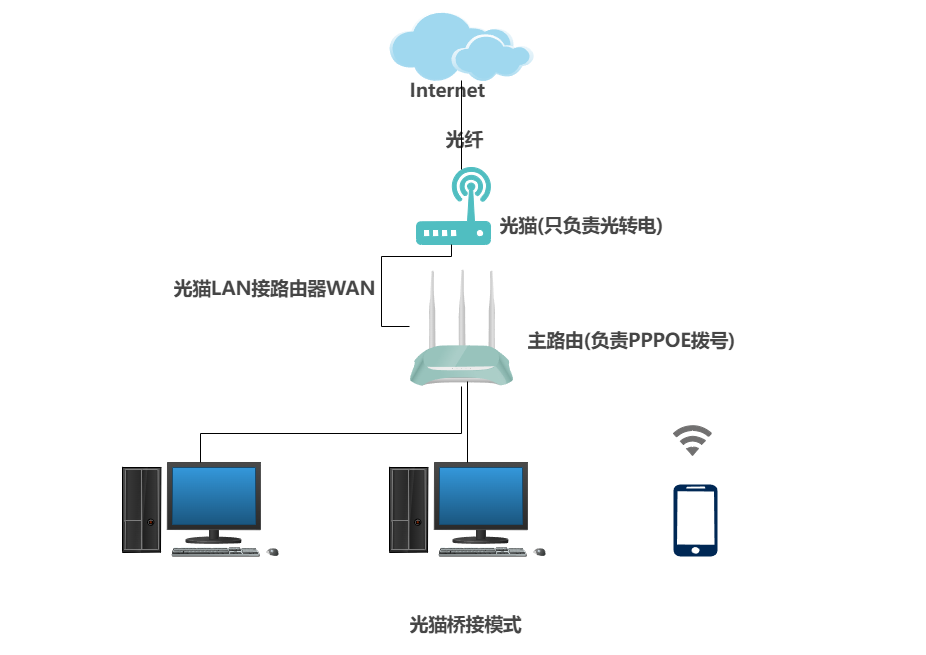 Internet
光纤
光猫(只负责光转电)
光猫LAN接路由器WAN
主路由(负责PPPOE拨号)
光猫桥接模式